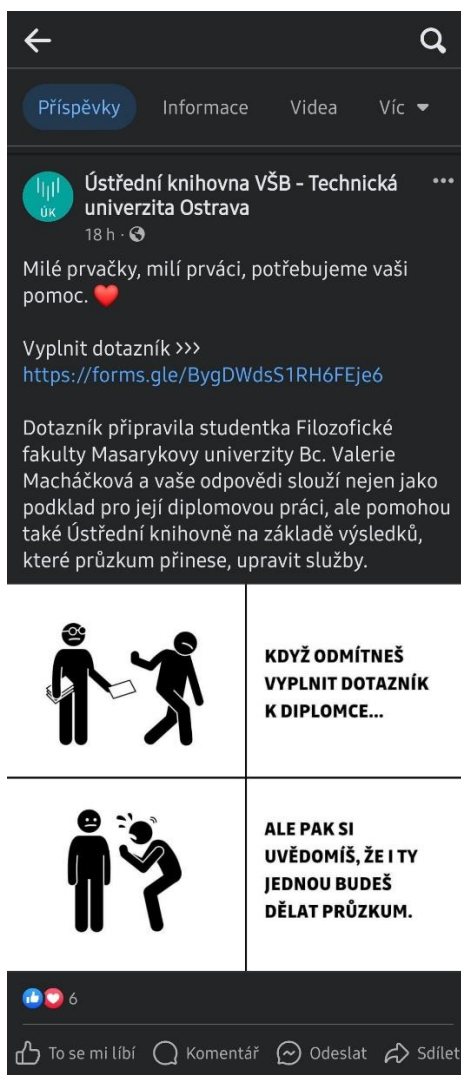 Příspěvky Informace Videa Víc
ÚK
Ústřední knihovna VŠB - Technická
univerzita Ostrava
18 h ·
Milé prvačky, milí prváci, potřebujeme vaši
pomoc. ❤️
Vyplnit dotazník >>>
https://forms.gle/BygDWdsS1RH6FEje6
Dotazník připravila studentka Filozofické
fakulty Masarykovy univerzity Bc. Valerie
Macháčková a vaše odpovědi slouží nejen jako
podklad pro její diplomovou práci, ale pomohou
také Ústřední knihovně na základě výsledků,
které průzkum přinese, upravit služby.
KDYŽ ODMÍTNEŠ
VYPLNIT DOTAZNÍK
K DIPLOMCE...
ALE PAK SI
UVĚDOMÍŠ, ŽE I TY
JEDNOU BUDEŠ
DĚLAT PRŮZKUM.
6
To se mi líbí Komentář Odeslat Sdílet